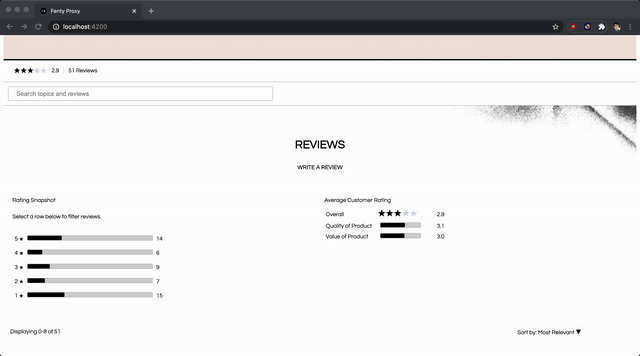 Fenty Proxy
localhost:4200
2.9 | 51 Reviews
Search topics and reviews
REVIEWS
WRITE A REVIEW
Rating Snapshot
Select a row below to filter reviews.
5 ★ 14
4 ★ 6
3 ★ 9
2 ★ 7
1 ★ 15
Average Customer Rating
Overall 2.9
Quality of Product 3.1
Value of Product 3.0
Displaying 0-8 of 51
Sort by: Most Relevant ▼